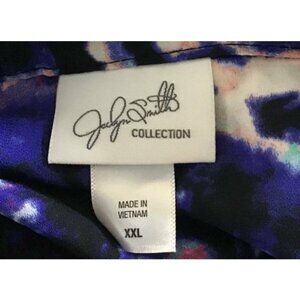 Jaclyn Smith
COLLECTION
MADE IN
VIETNAM
XXL